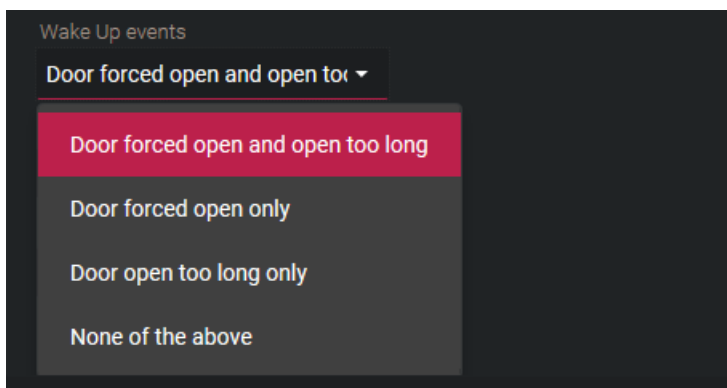 Wake Up events
Door forced open and open too
Door forced open and open too long
Door forced open only
Door open too long only
None of the above